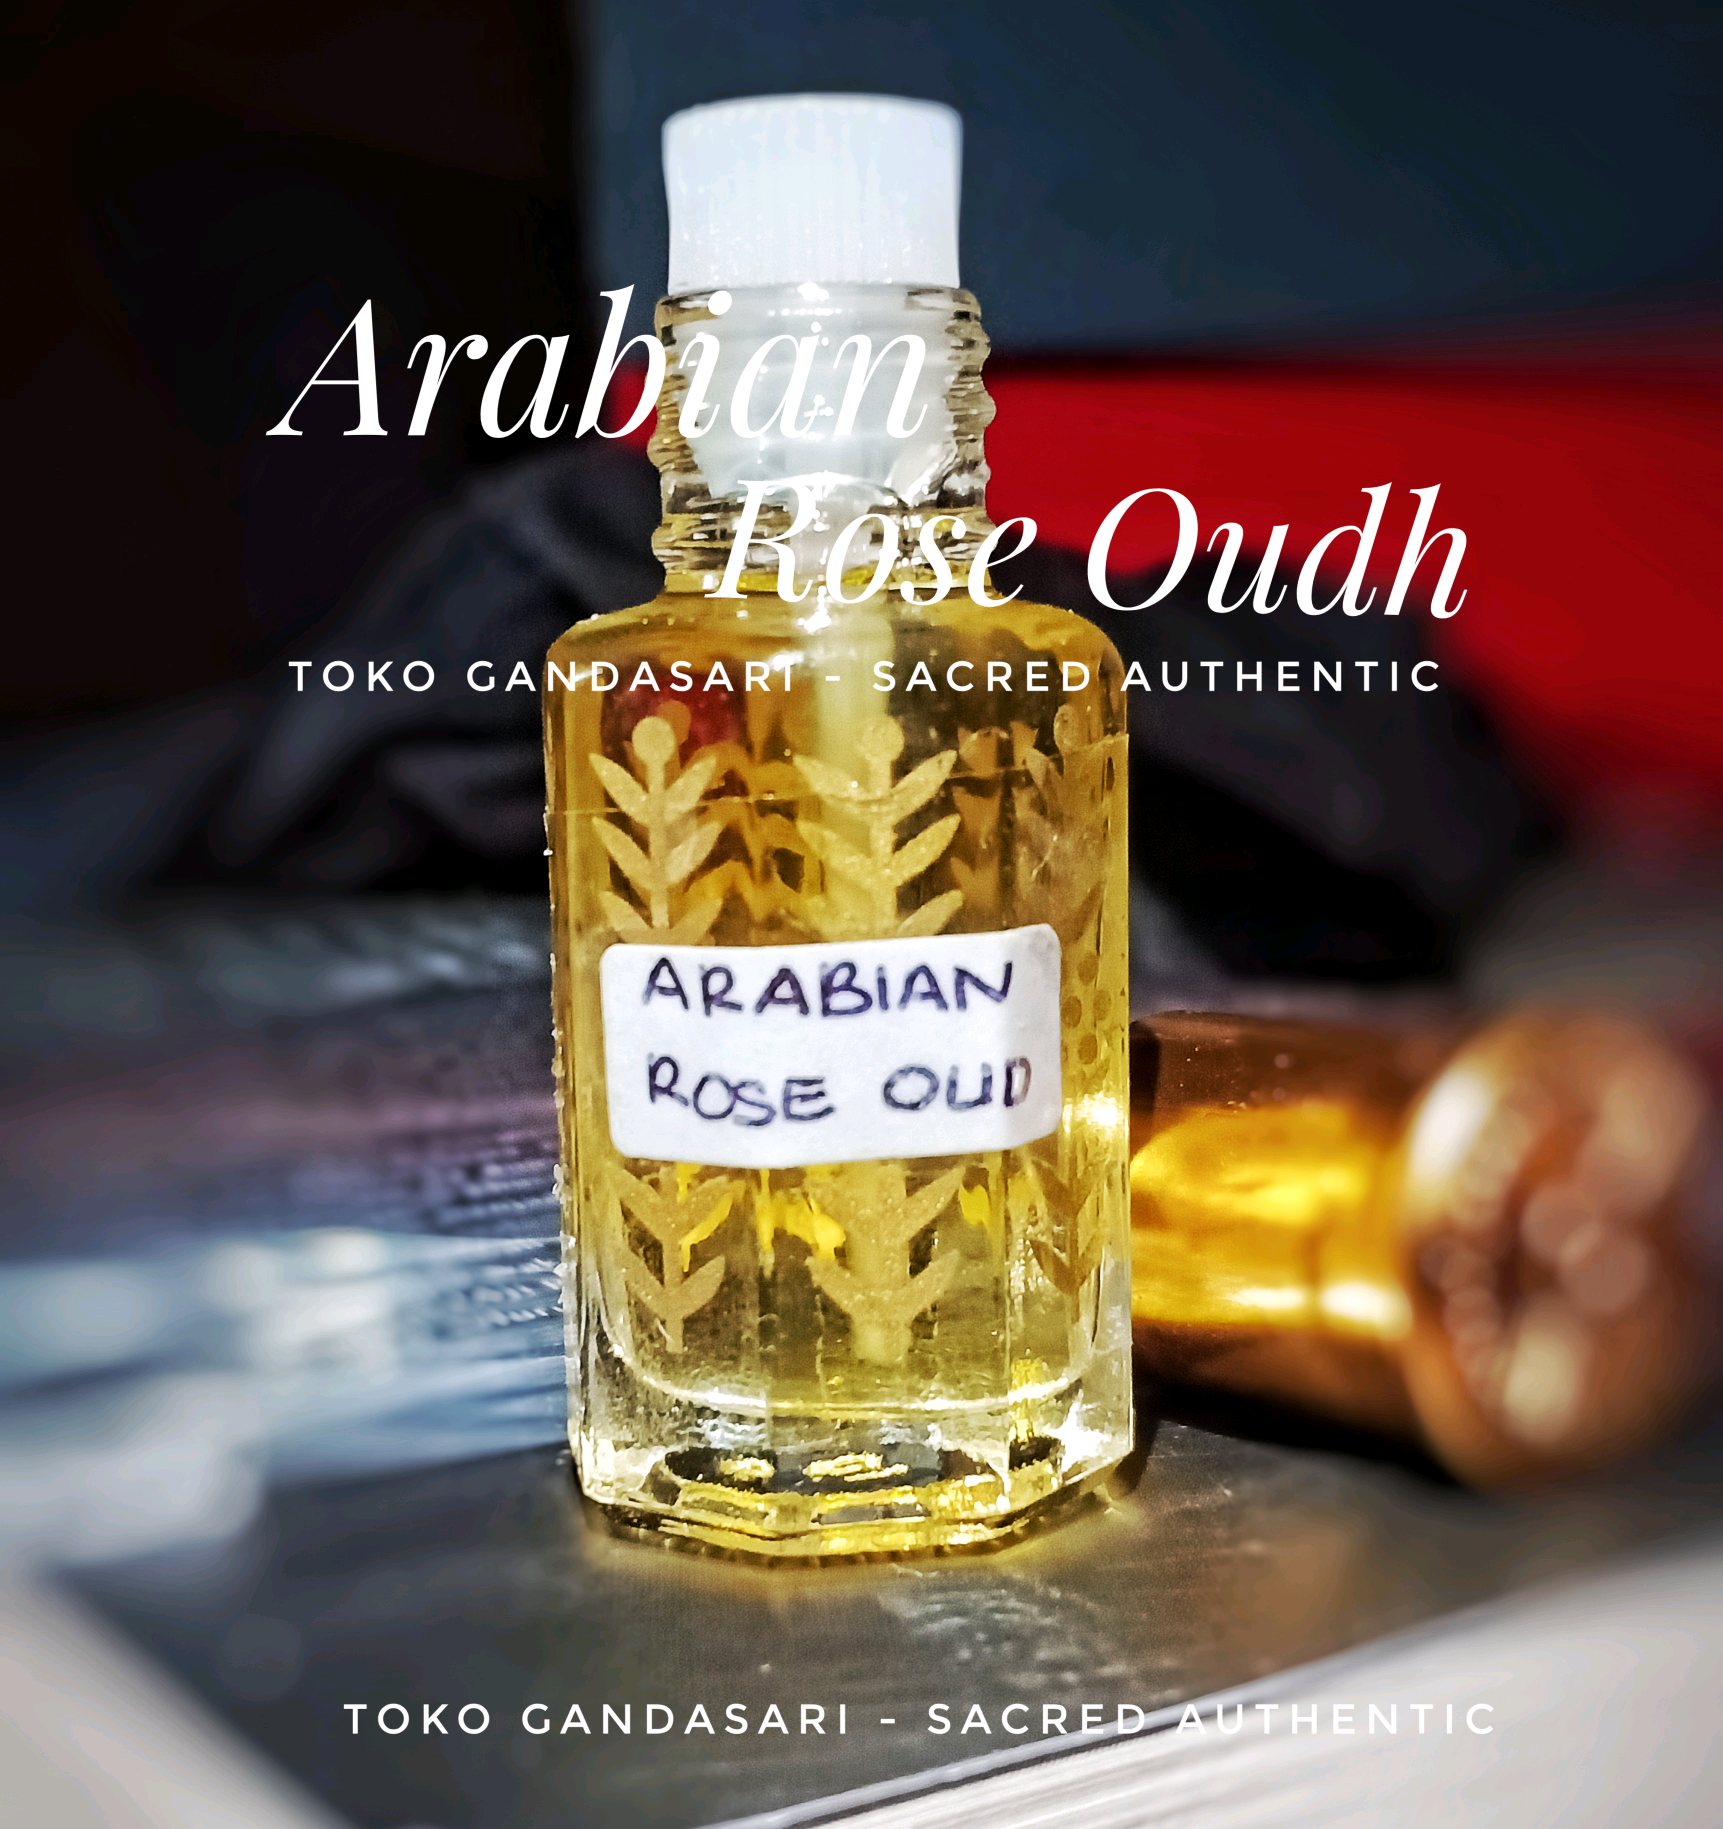 Arabian
Rose Oudh
TOKO GANDASARI - SACRED AUTHENTIC
ARABIAN
ROSE OUD
TOKO GANDASARI - SACRED AUTHENTIC